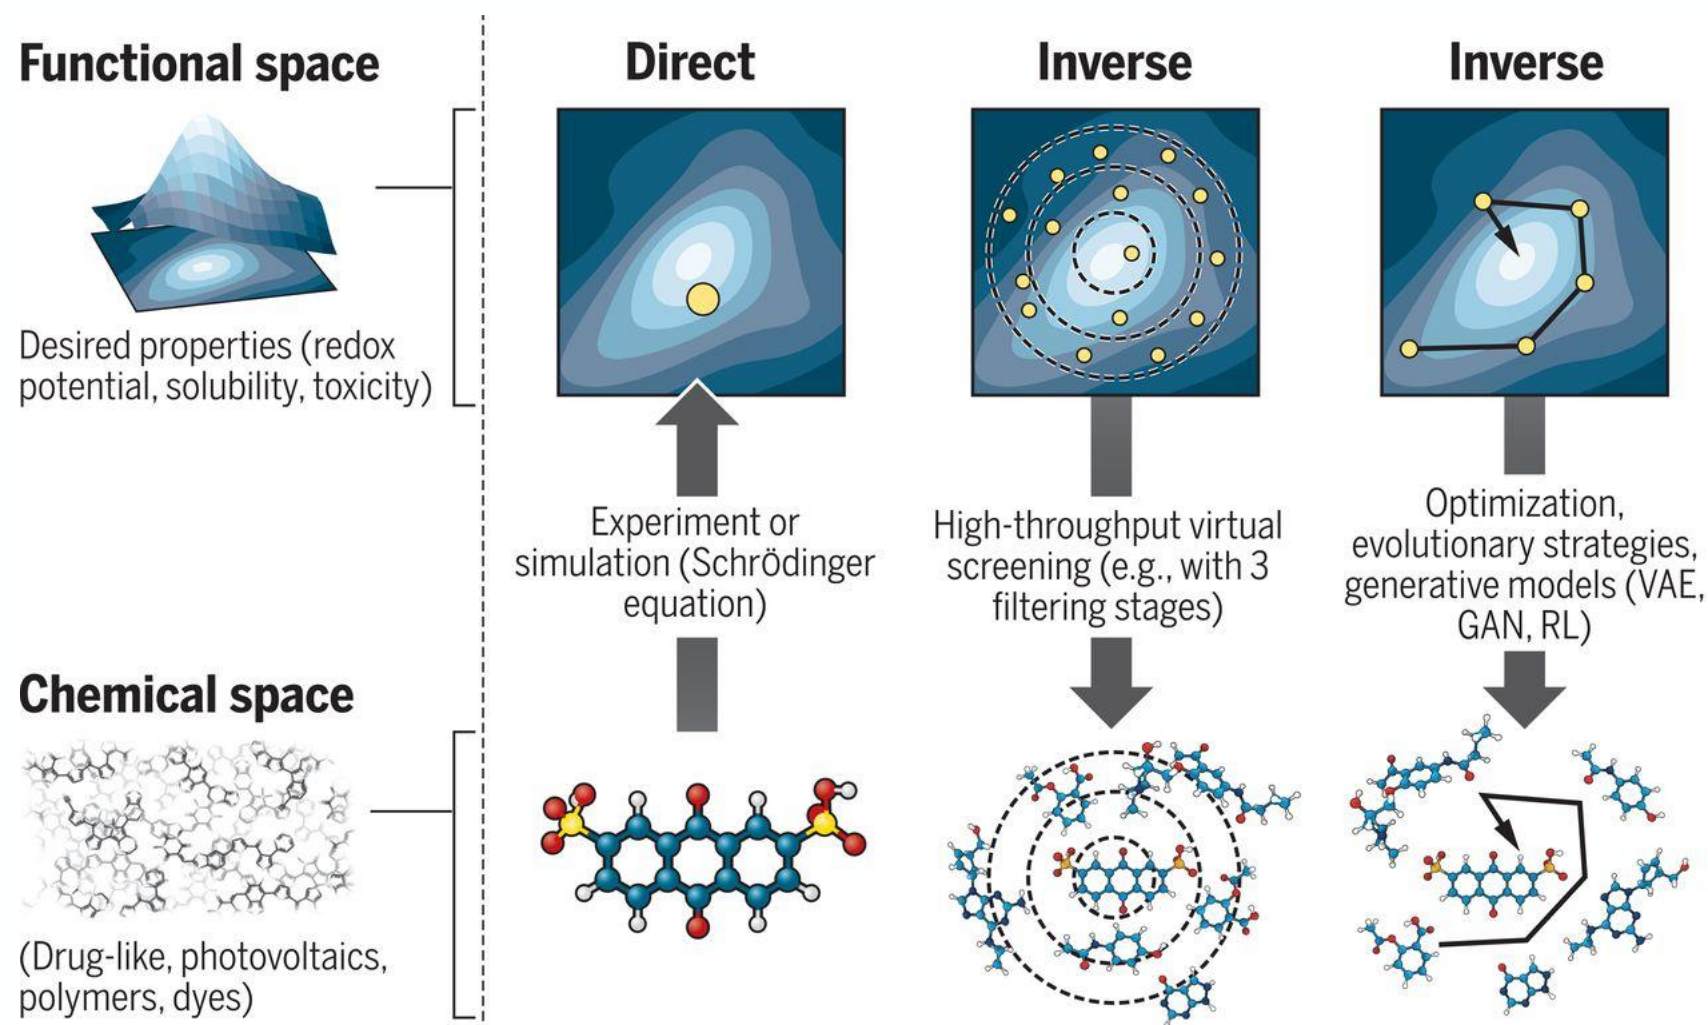 Functional space
Desired properties (redox
potential, solubility, toxicity)
Chemical space
(Drug-like, photovoltaics,
polymers, dyes)
Direct
Experiment or
simulation (Schrödinger
equation)
Inverse
High-throughput virtual
screening (e.g., with 3
filtering stages)
Inverse
Optimization,
evolutionary strategies,
generative models (VAE,
GAN, RL)